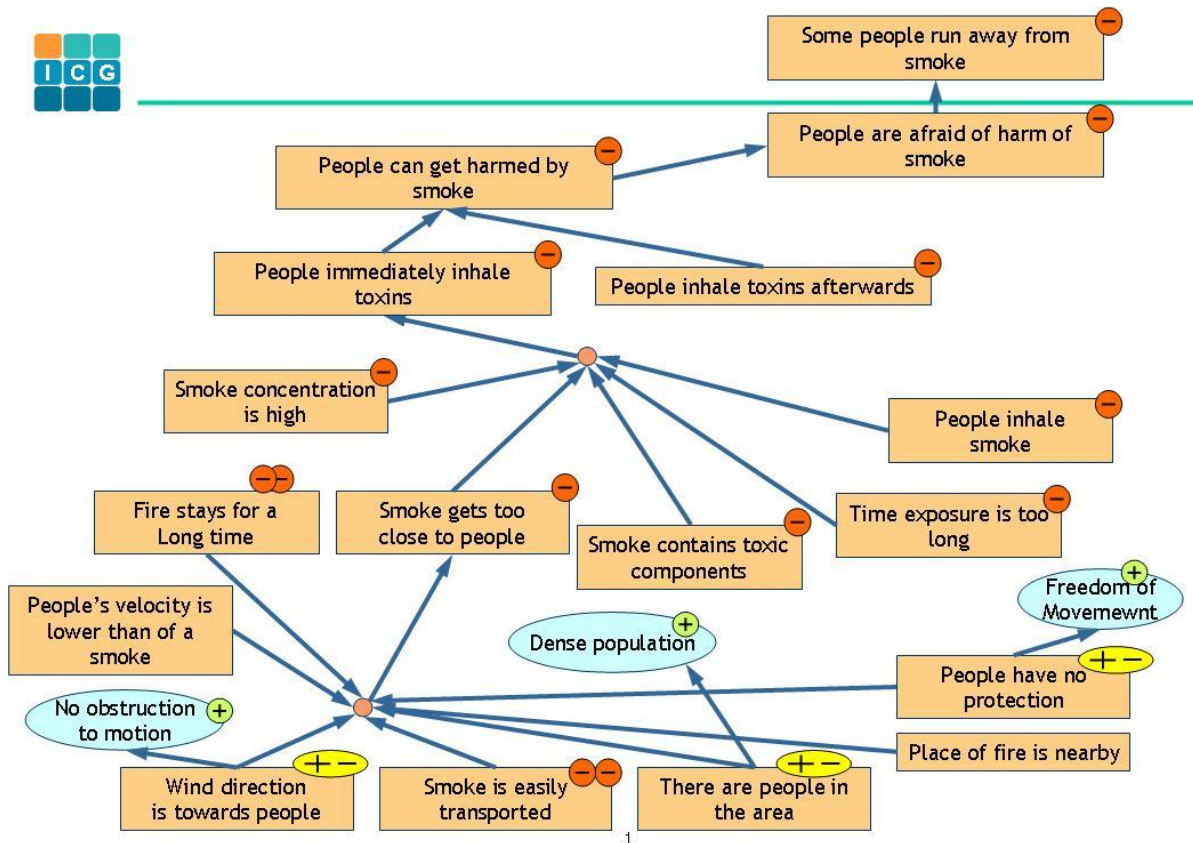 I C G
Some people run away from
smoke
People are afraid of harm of
smoke
People can get harmed by
smoke
People immediately inhale
toxins
People inhale toxins afterwards
Smoke concentration
is high
People inhale
smoke
Fire stays for a
Long time
Smoke gets too
close to people
Smoke contains toxic
components
Time exposure is too
long
Freedom of
Movemewnt
People’s velocity is
lower than of a
smoke
Dense population
People have no
protection
No obstruction
to motion
Place of fire is nearby
Wind direction
is towards people
Smoke is easily
transported
There are people in
the area
1